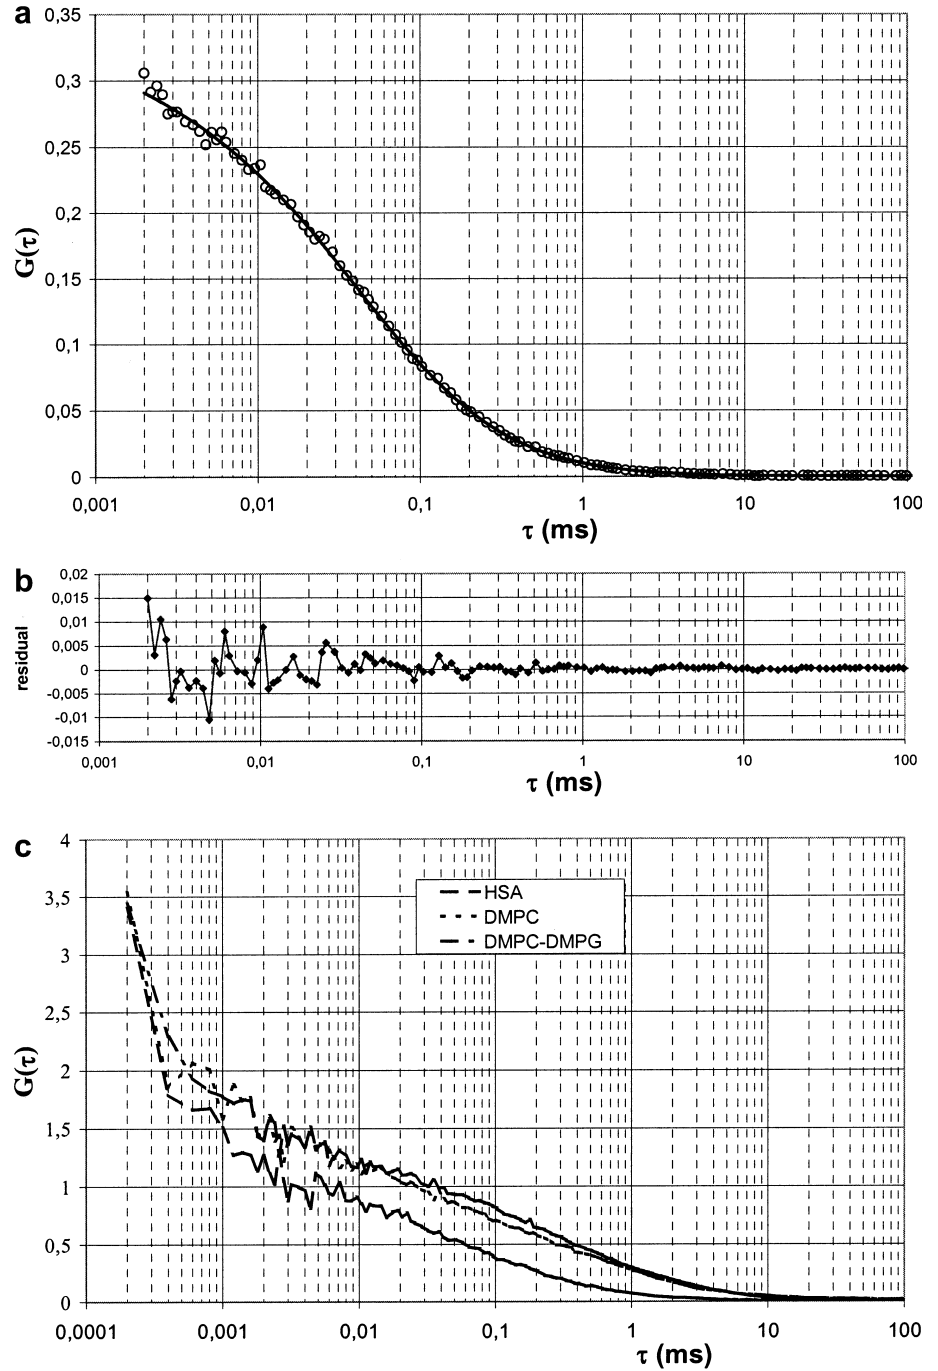 a
0,35
0,3
0,25
0,2
0,15
0,1
0,05
0
G(τ)
0,001 0,01 0,1 1 10 100
τ (ms)
b
0,02
0,015
0,01
0,005
0
-0,005
-0,01
-0,015
residual
0,001 0,01 0,1 1 10 100
τ (ms)
c
4
3,5
3
2,5
2
1,5
1
0,5
0
G(τ)
HSA
DMPC
DMPC-DMPG
0,0001 0,001 0,01 0,1 1 10 100
τ (ms)